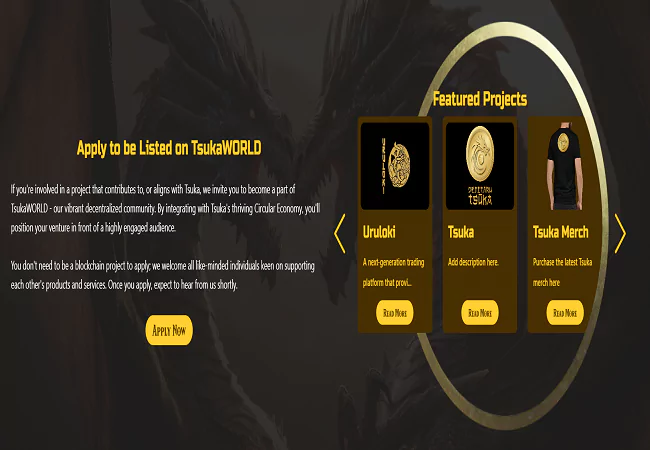 Apply to be Listed on TsukaWORLD
If you're involved in a project that contributes to, or aligns with Tsuka, we invite you to become a part of
TsukaWORLD - our vibrant decentralized community. By integrating with Tsuka's thriving Circular Economy, you'll
position your venture in front of a highly engaged audience.
You don't need to be a blockchain project to apply; we welcome all like-minded individuals keen on supporting
each other's products and services. Once you apply, expect to hear from us shortly.
Apply Now
Featured Projects
URULOKI
Uruloki
A next-generation trading
platform that provi...
Read More
DEJITARU
TSUKA
Tsuka
Add description here.
Read More
Tsuka Merch
Purchase the latest Tsuka
merch here
Read More